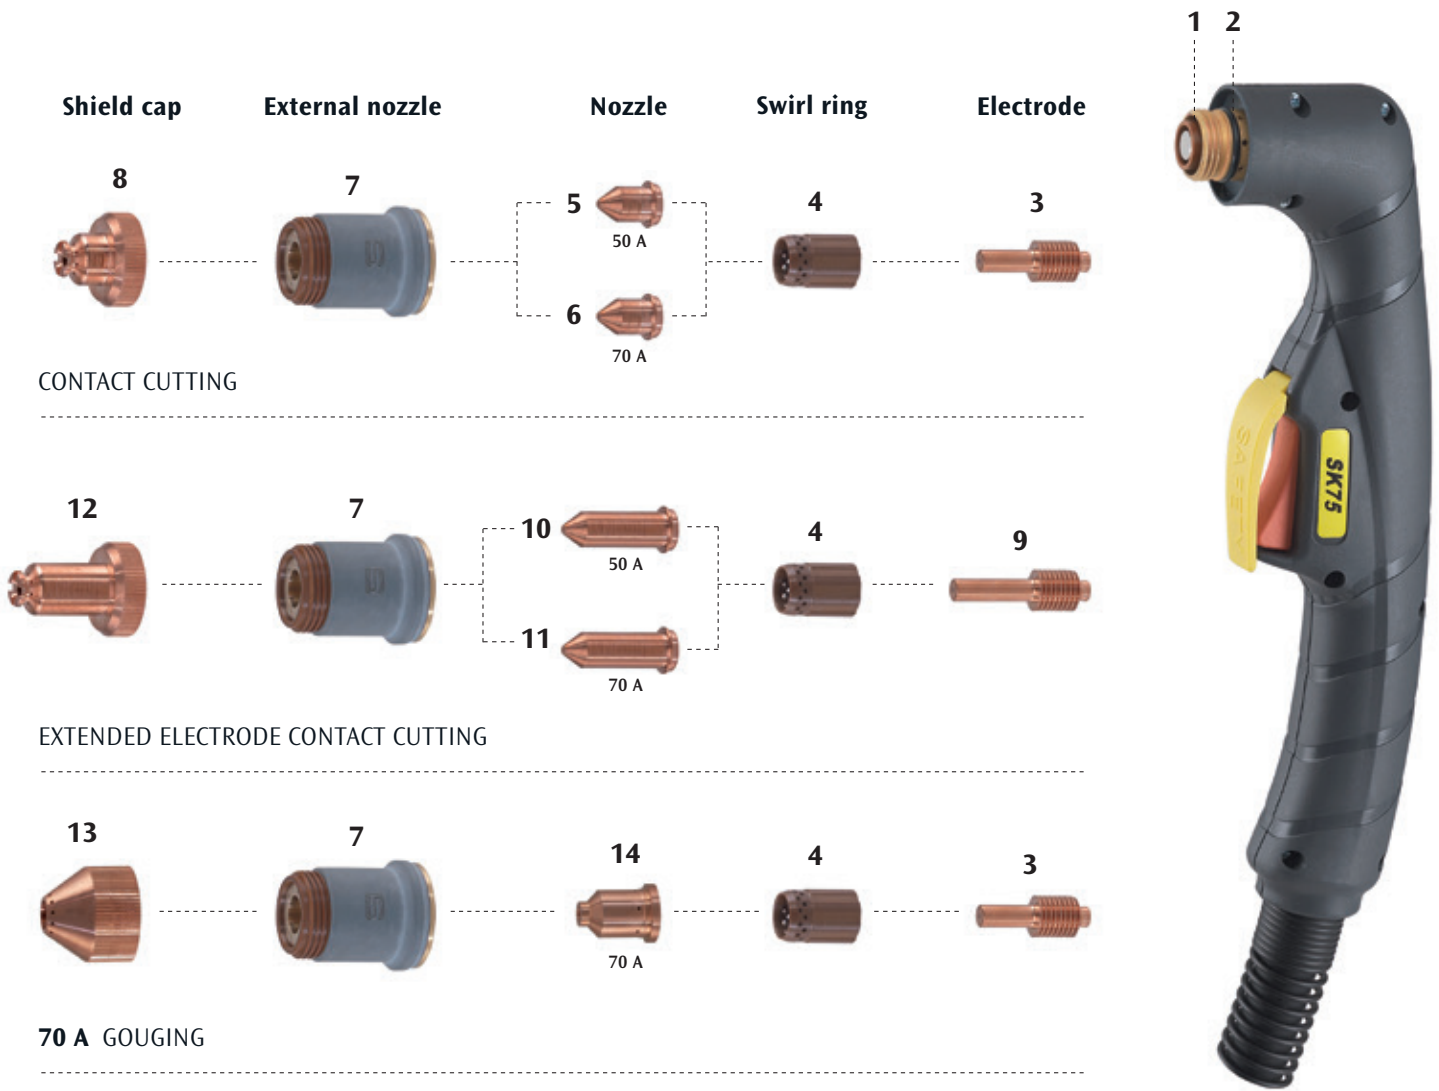 1 2
Shield cap External nozzle Nozzle Swirl ring Electrode
8 7 5 4 3
50 A
6
70 A
CONTACT CUTTING
SAFETY
SK75
12 7 10 4 9
50 A
11
70 A
EXTENDED ELECTRODE CONTACT CUTTING
13 7 14 4 3
70 A
70 A GOUGING